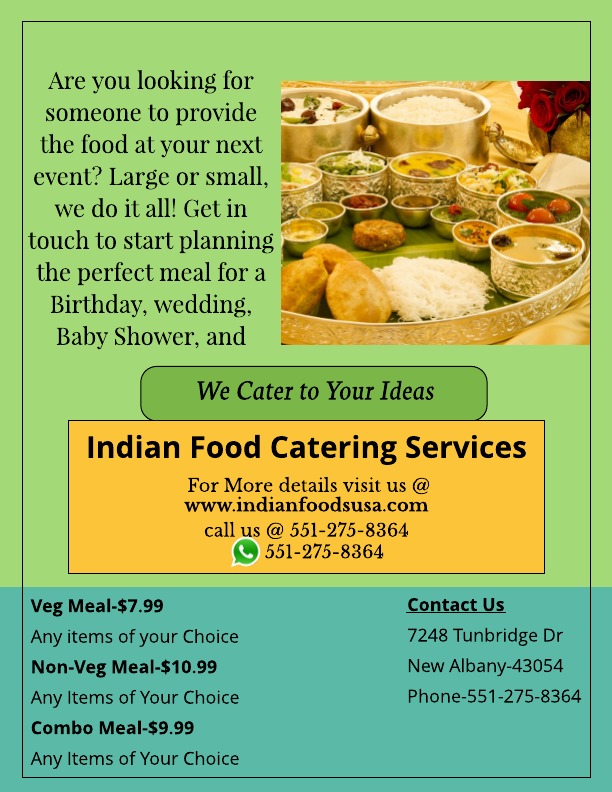 Are you looking for
someone to provide
the food at your next
event? Large or small,
we do it all! Get in
touch to start planning
the perfect meal for a
Birthday, wedding,
Baby Shower, and
We Cater to Your Ideas
Indian Food Catering Services
For More details visit us @
www.indianfoodsusa.com
call us @ 551-275-8364
551-275-8364
Veg Meal-$7.99
Any items of your Choice
Non-Veg Meal-$10.99
Any Items of Your Choice
Combo Meal-$9.99
Any Items of Your Choice
Contact Us
7248 Tunbridge Dr
New Albany-43054
Phone-551-275-8364